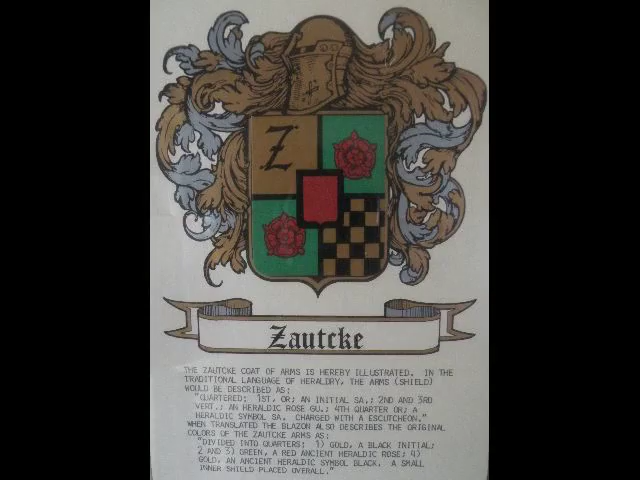 Z
Zautcke
THE ZAUTCKE COAT OF ARMS IS HEREBY ILLUSTRATED. IN THE
TRADITIONAL LANGUAGE OF HERALDRY, THE ARMS (SHIELD)
WOULD BE DESCRIBED AS:
"QUARTERED: 1ST, OR; AN INITIAL SA.; 2ND AND 3RD
VERT.; AN HERALDIC ROSE GU.; 4TH QUARTER OR; A
HERALDIC SYMBOL SA. CHARGED WITH A ESCUTCHEON."
WHEN TRANSLATED THE BLAZON ALSO DESCRIBES THE ORIGINAL
COLORS OF THE ZAUTCKE ARMS AS:
"DIVIDED INTO QUARTERS; 1) GOLD, A BLACK INITIAL;
2 AND 3) GREEN, A RED ANCIENT HERALDIC ROSE; 4)
GOLD, AN ANCIENT HERALDIC SYMBOL BLACK. A SMALL
INNER SHIELD PLACED OVERALL."